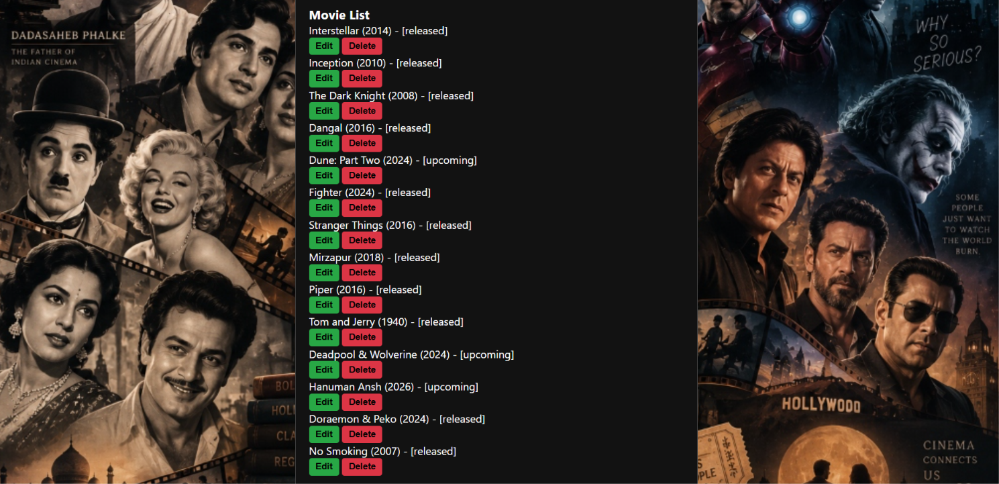 DADASAHEB PHALKE
THE FATHER OF
INDIAN CINEMA
Movie List
Interstellar (2014) - [released]
Edit Delete
Inception (2010) - [released]
Edit Delete
The Dark Knight (2008) - [released]
Edit Delete
Dangal (2016) - [released]
Edit Delete
Dune: Part Two (2024) - [upcoming]
Edit Delete
Fighter (2024) - [released]
Edit Delete
Stranger Things (2016) - [released]
Edit Delete
Mirzapur (2018) - [released]
Edit Delete
Piper (2016) - [released]
Edit Delete
Tom and Jerry (1940) - [released]
Edit Delete
Deadpool & Wolverine (2024) - [upcoming]
Edit Delete
Hanuman Ansh (2026) - [upcoming]
Edit Delete
Doraemon & Peko (2024) - [released]
Edit Delete
No Smoking (2007) - [released]
Edit Delete
BOL
HOL
CLA
REG
WHY
SO
SERIOUS?
SOME
PEOPLE
JUST WANT
TO WATCH
THE WORLD
BURN.
HOLLYWOOD
CINEMA
CONNECTS
US